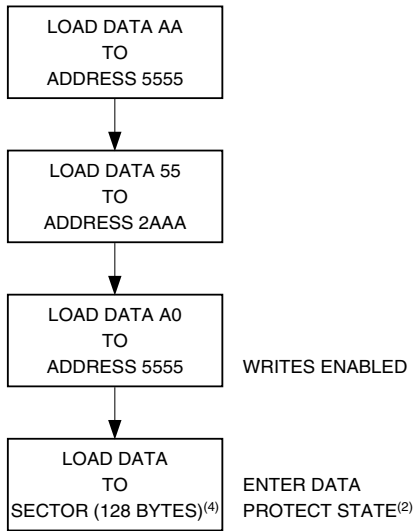 LOAD DATA AA
TO
ADDRESS 5555
LOAD DATA 55
TO
ADDRESS 2AAA
LOAD DATA A0
TO
ADDRESS 5555
WRITES ENABLED
LOAD DATA
TO
SECTOR (128 BYTES)(4)
ENTER DATA
PROTECT STATE(2)